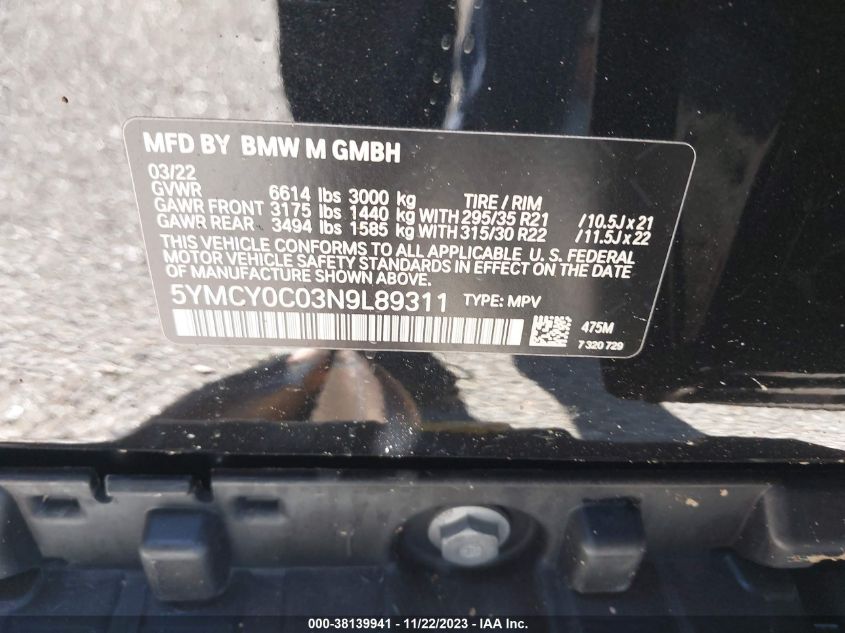 MFD BY BMW M GMBH
03/22
GVWR 6614 lbs 3000 kg TIRE / RIM
GAWR FRONT 3175 lbs 1440 kg WITH 295/35 R21 /10.5J x 21
GAWR REAR 3494 lbs 1585 kg WITH 315/30 R22 /11.5J x 22
THIS VEHICLE CONFORMS TO ALL APPLICABLE U. S. FEDERAL
MOTOR VEHICLE SAFETY STANDARDS IN EFFECT ON THE DATE
OF MANUFACTURE SHOWN ABOVE.
5YMCY0C03N9L89311 TYPE: MPV
475M
7 320 729
000-38139941 - 11/22/2023 - IAA Inc.